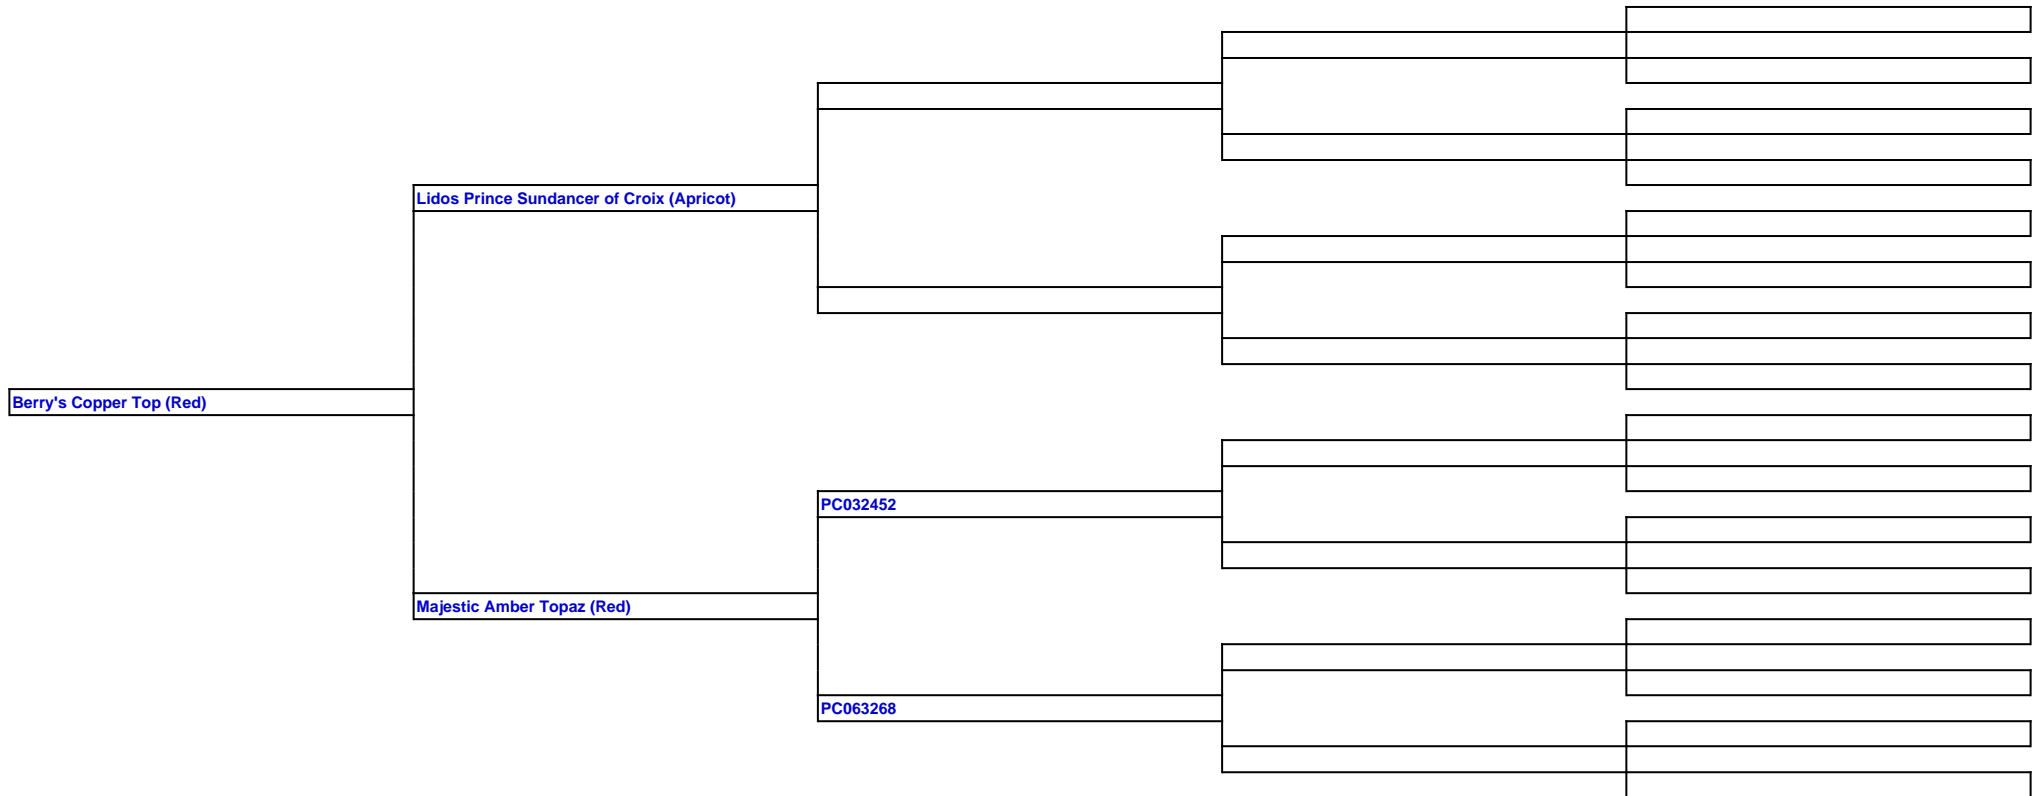 Lidos Prince Sundancer of Croix (Apricot)
Berry's Copper Top (Red)
PC032452
Majestic Amber Topaz (Red)
PC063268